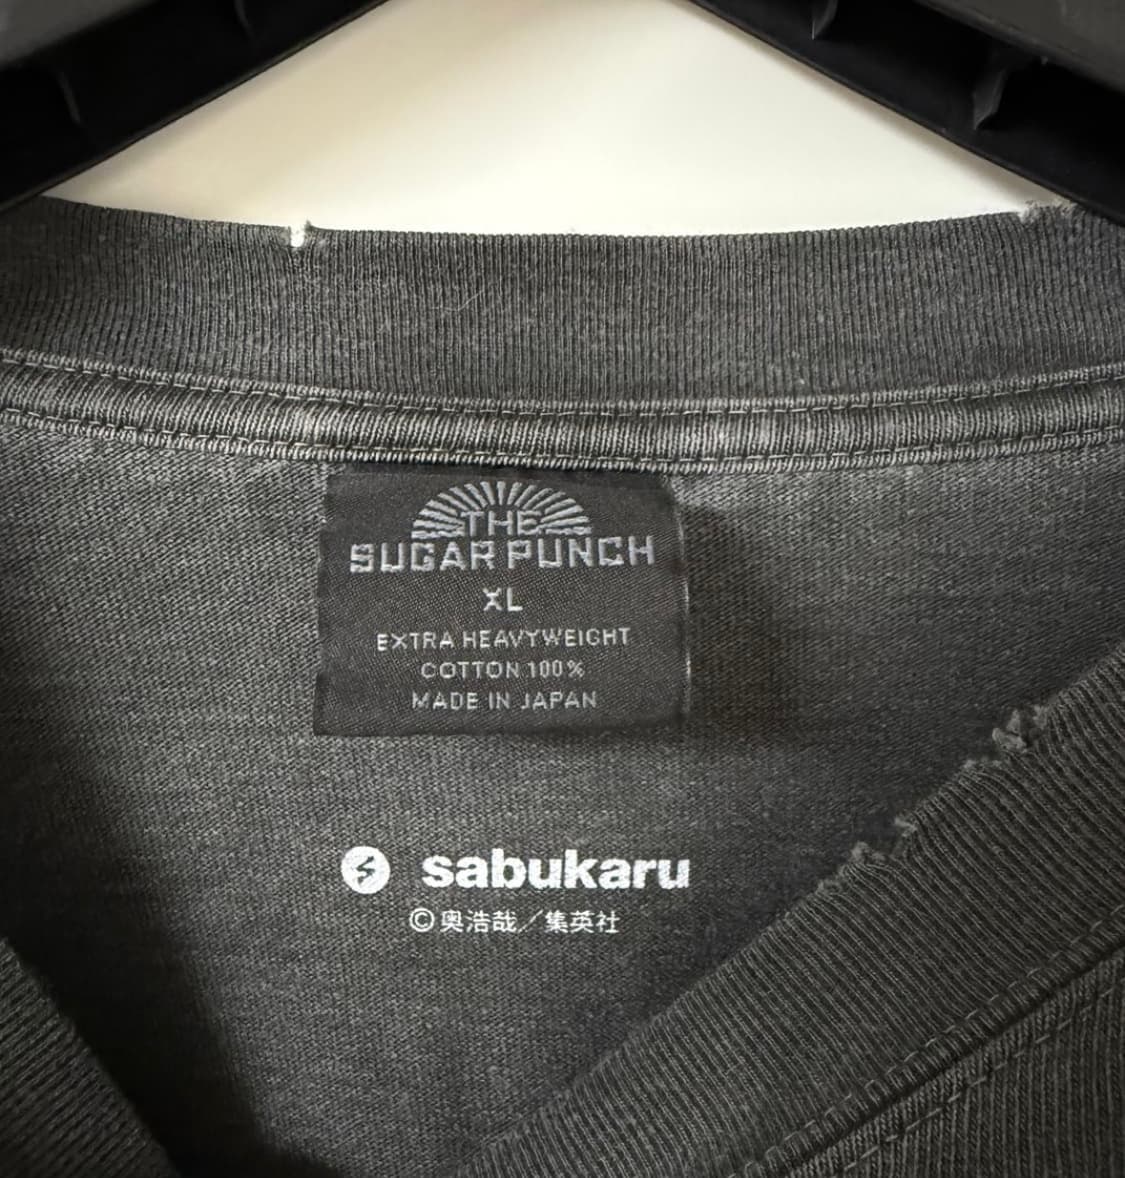 THE
SUGAR PUNCH
XL
EXTRA HEAVYWEIGHT
COTTON 100%
MADE IN JAPAN
sabukaru
©奥浩哉／集英社